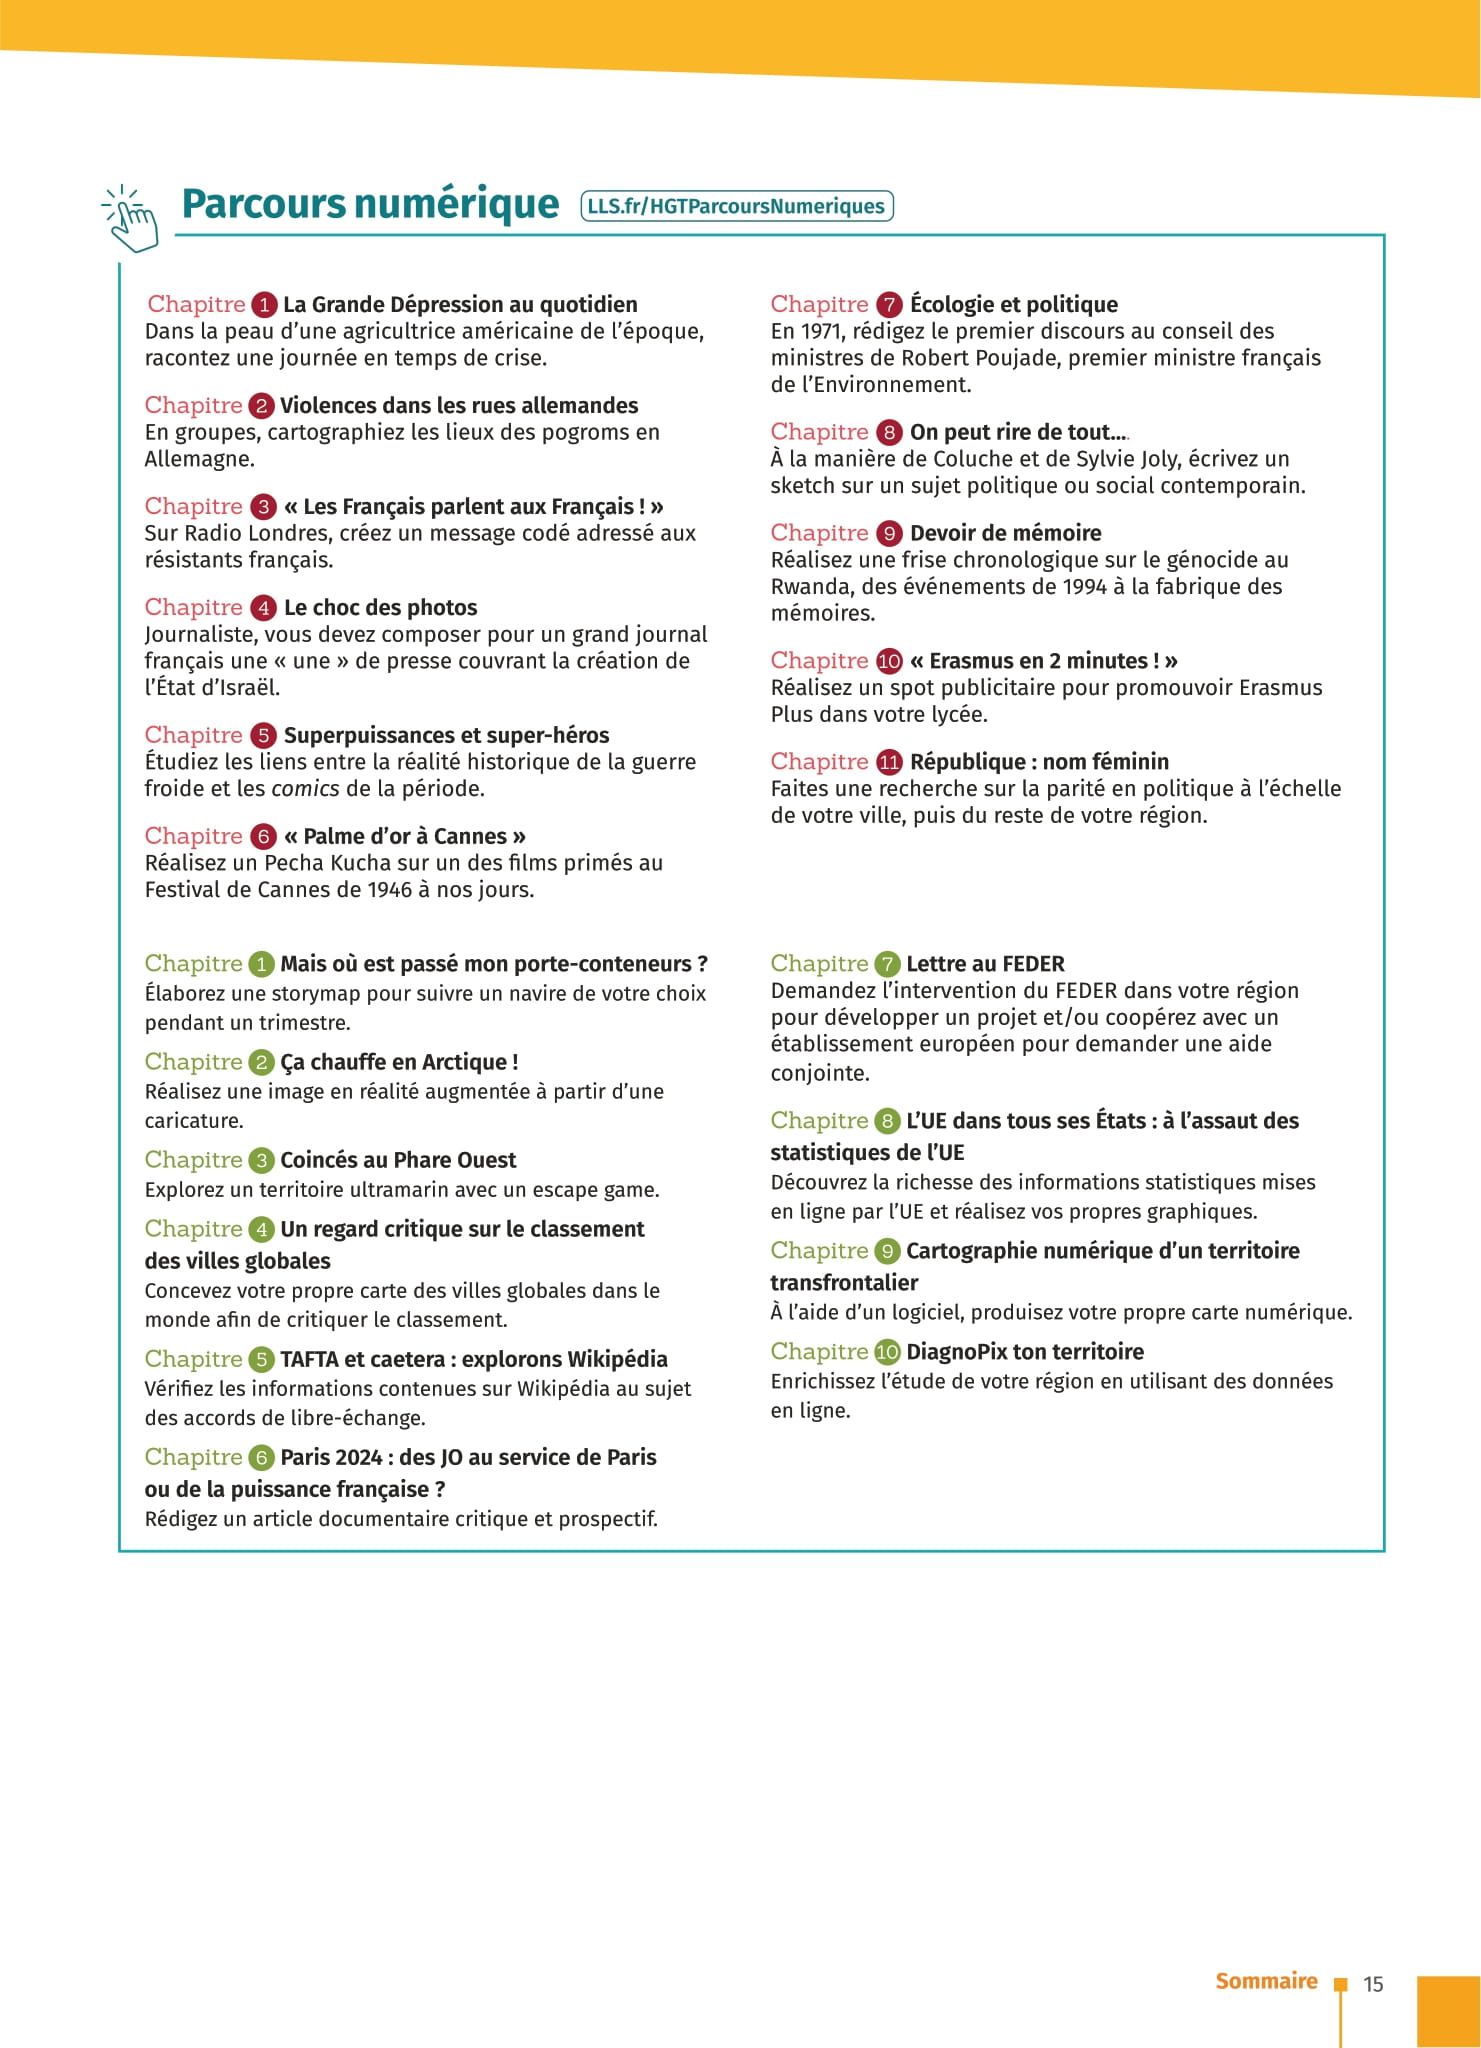 Parcours numérique LLS.fr/HGTParcoursNumeriques
Chapitre 1 La Grande Dépression au quotidien
Dans la peau d’une agricultrice américaine de l’époque,
racontez une journée en temps de crise.
Chapitre 2 Violences dans les rues allemandes
En groupes, cartographiez les lieux des pogroms en
Allemagne.
Chapitre 3 « Les Français parlent aux Français ! »
Sur Radio Londres, créez un message codé adressé aux
résistants français.
Chapitre 4 Le choc des photos
Journaliste, vous devez composer pour un grand journal
français une « une » de presse couvrant la création de
l’État d’Israël.
Chapitre 5 Superpuissances et super-héros
Étudiez les liens entre la réalité historique de la guerre
froide et les comics de la période.
Chapitre 6 « Palme d’or à Cannes »
Réalisez un Pecha Kucha sur un des films primés au
Festival de Cannes de 1946 à nos jours.
Chapitre 7 Écologie et politique
En 1971, rédigez le premier discours au conseil des
ministres de Robert Poujade, premier ministre français
de l’Environnement.
Chapitre 8 On peut rire de tout...
À la manière de Coluche et de Sylvie Joly, écrivez un
sketch sur un sujet politique ou social contemporain.
Chapitre 9 Devoir de mémoire
Réalisez une frise chronologique sur le génocide au
Rwanda, des événements de 1994 à la fabrique des
mémoires.
Chapitre 10 « Erasmus en 2 minutes ! »
Réalisez un spot publicitaire pour promouvoir Erasmus
Plus dans votre lycée.
Chapitre 11 République : nom féminin
Faites une recherche sur la parité en politique à l’échelle
de votre ville, puis du reste de votre région.
Chapitre 1 Mais où est passé mon porte-conteneurs ?
Élaborez une storymap pour suivre un navire de votre choix
pendant un trimestre.
Chapitre 2 Ça chauffe en Arctique !
Réalisez une image en réalité augmentée à partir d’une
caricature.
Chapitre 3 Coincés au Phare Ouest
Explorez un territoire ultramarin avec un escape game.
Chapitre 4 Un regard critique sur le classement
des villes globales
Concevez votre propre carte des villes globales dans le
monde afin de critiquer le classement.
Chapitre 5 TAFTA et caetera : explorons Wikipédia
Vérifiez les informations contenues sur Wikipédia au sujet
des accords de libre-échange.
Chapitre 6 Paris 2024 : des JO au service de Paris
ou de la puissance française ?
Rédigez un article documentaire critique et prospectif.
Chapitre 7 Lettre au FEDER
Demandez l’intervention du FEDER dans votre région
pour développer un projet et/ou coopérez avec un
établissement européen pour demander une aide
conjointe.
Chapitre 8 L’UE dans tous ses États : à l’assaut des
statistiques de l’UE
Découvrez la richesse des informations statistiques mises
en ligne par l’UE et réalisez vos propres graphiques.
Chapitre 9 Cartographie numérique d’un territoire
transfrontalier
À l’aide d’un logiciel, produisez votre propre carte numérique.
Chapitre 10 DiagnoPix ton territoire
Enrichissez l’étude de votre région en utilisant des données
en ligne.
Sommaire 15